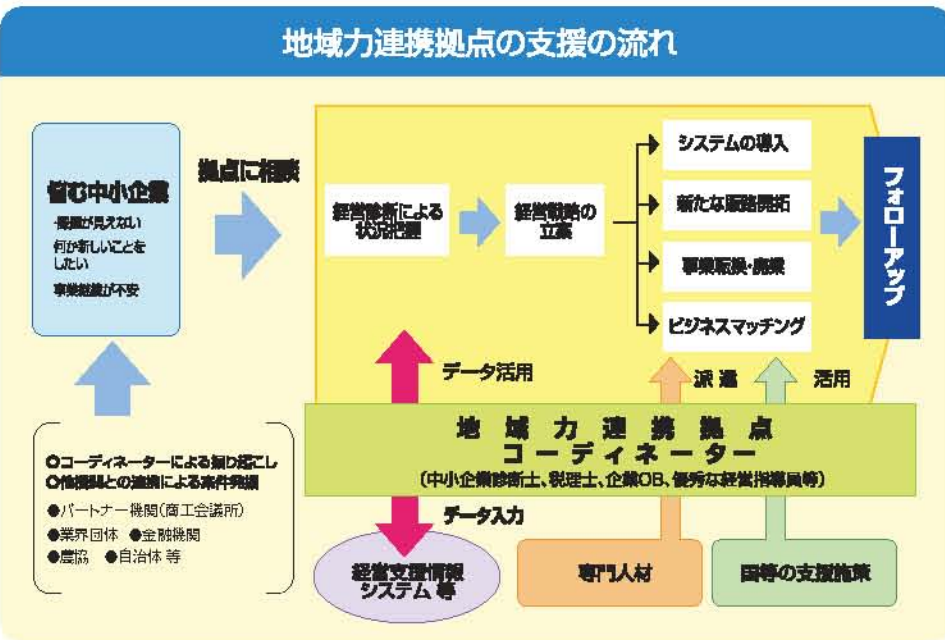 地域力連携拠点の支援の流れ
悩む中小企業
何か新しいことを
したい
事業継続が不安
拠点に相談
経営診断による
状況把握
経営戦略の
立案
システムの導入
新たな販路開拓
事業転換・廃業
ビジネスマッチング
フォローアップ
データ活用
派遣
活用
地域力連携拠点
コーディネーター
(中小企業診断士、税理士、企業OB、優秀な経営指導員等)
データ入力
◎コーディネーターによる掘り起こし
◎他機関との連携による案件発掘
●パートナー機関(商工会議所)
●業界団体 ●金融機関
●農協 ●自治体 等
経営支援情報
システム 等
専門人材
国等の支援施策